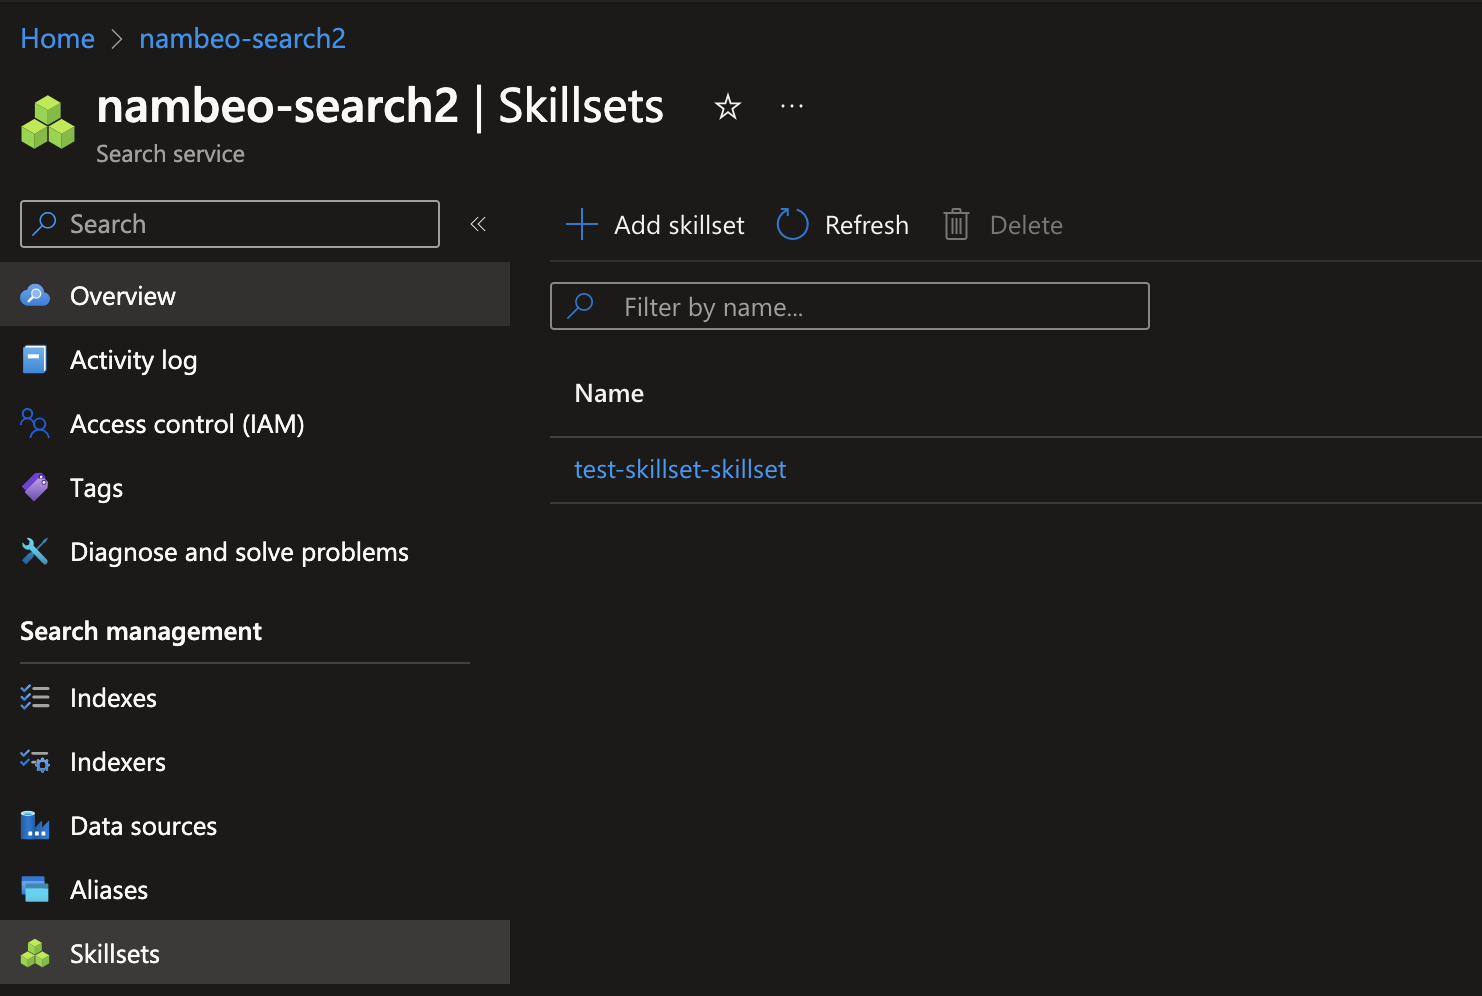 Home > nambeo-search2
nambeo-search2 | Skillsets
Search service
Search
Overview
Activity log
Access control (IAM)
Tags
Diagnose and solve problems
Search management
Indexes
Indexers
Data sources
Aliases
Skillsets
Add skillset Refresh Delete
Filter by name...
Name
test-skillset-skillset